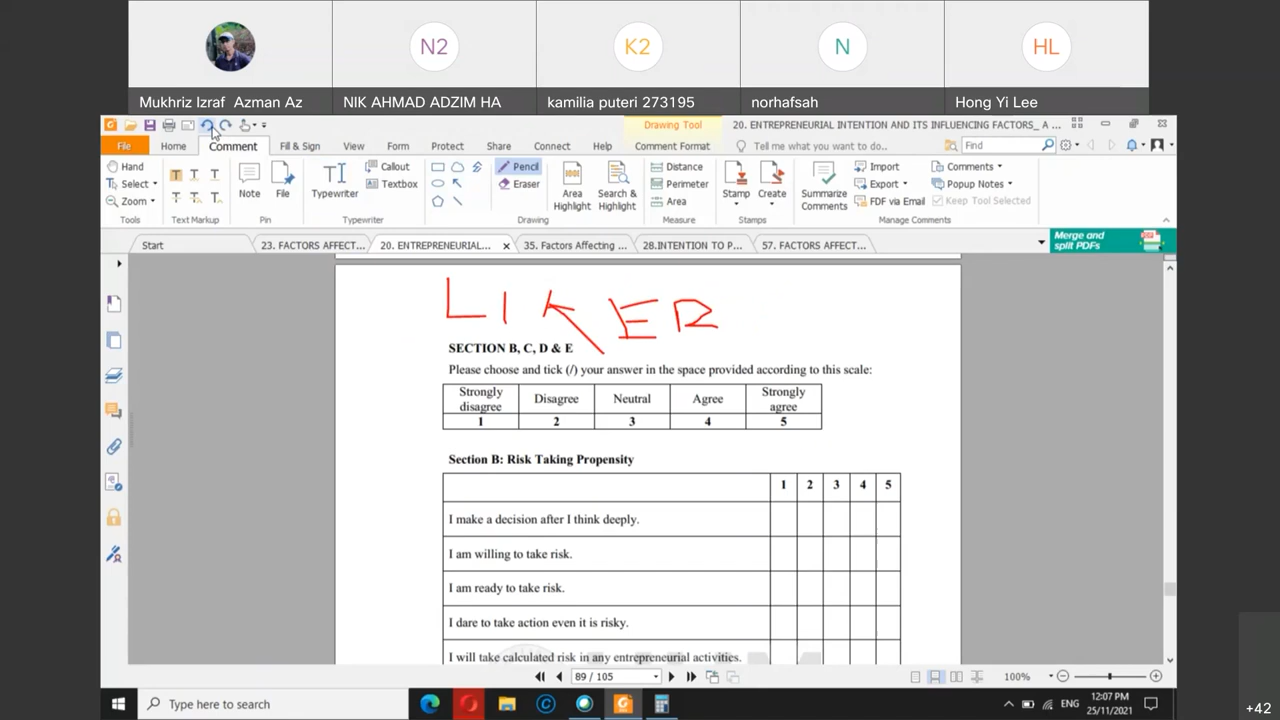 N2 K2 N HL
Mukhriz Izraf Azman Az NIK AHMAD ADZIM HA kamilia puteri 273195 norhafsah Hong Yi Lee
Drawing Tool 20. ENTREPRENEURIAL INTENTION AND ITS INFLUENCING FACTORS_ A ...
File Home Comment Fill & Sign View Form Protect Share Connect Help Comment Format Tell me what you want to do... Find
Hand Callout Pencil Distance Import Comments
Select Textbox Eraser Perimeter Export Popup Notes
Zoom Note File Typewriter Area Highlight Search & Highlight Area Stamp Create Summarize Comments FDF via Email Keep Tool Selected
Tools Text Markup Pin Typewriter Drawing Measure Stamps Manage Comments
Start 23. FACTORS AFFECT... 20. ENTREPRENEURIAL... 35. Factors Affecting ... 28.INTENTION TO P... 57. FACTORS AFFECT... Merge and split PDFs
LIKER
SECTION B, C, D & E
Please choose and tick (/) your answer in the space provided according to this scale:
Strongly disagree Disagree Neutral Agree Strongly agree
1 2 3 4 5
Section B: Risk Taking Propensity
1 2 3 4 5
I make a decision after I think deeply.
I am willing to take risk.
I am ready to take risk.
I dare to take action even it is risky.
I will take calculated risk in any entrepreneurial activities.
89 / 105 100%
Type here to search ENG 12:07 PM
25/11/2021
+42